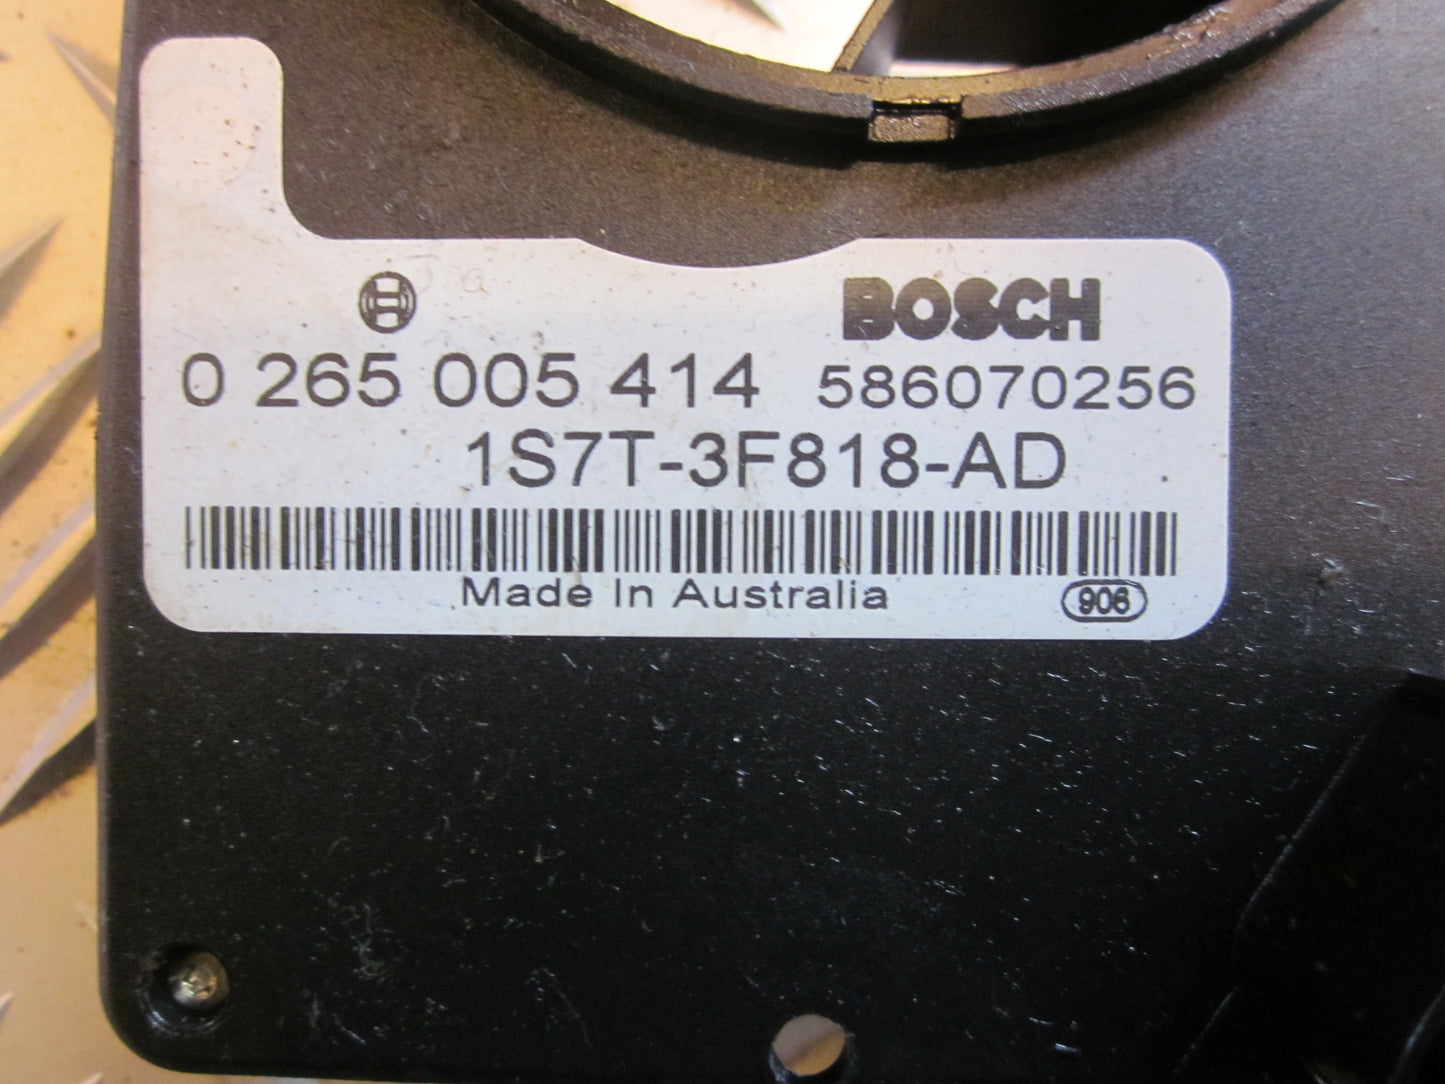 BOSCH
0 265 005 414 586070256
1S7T-3F818-AD
Made In Australia 906